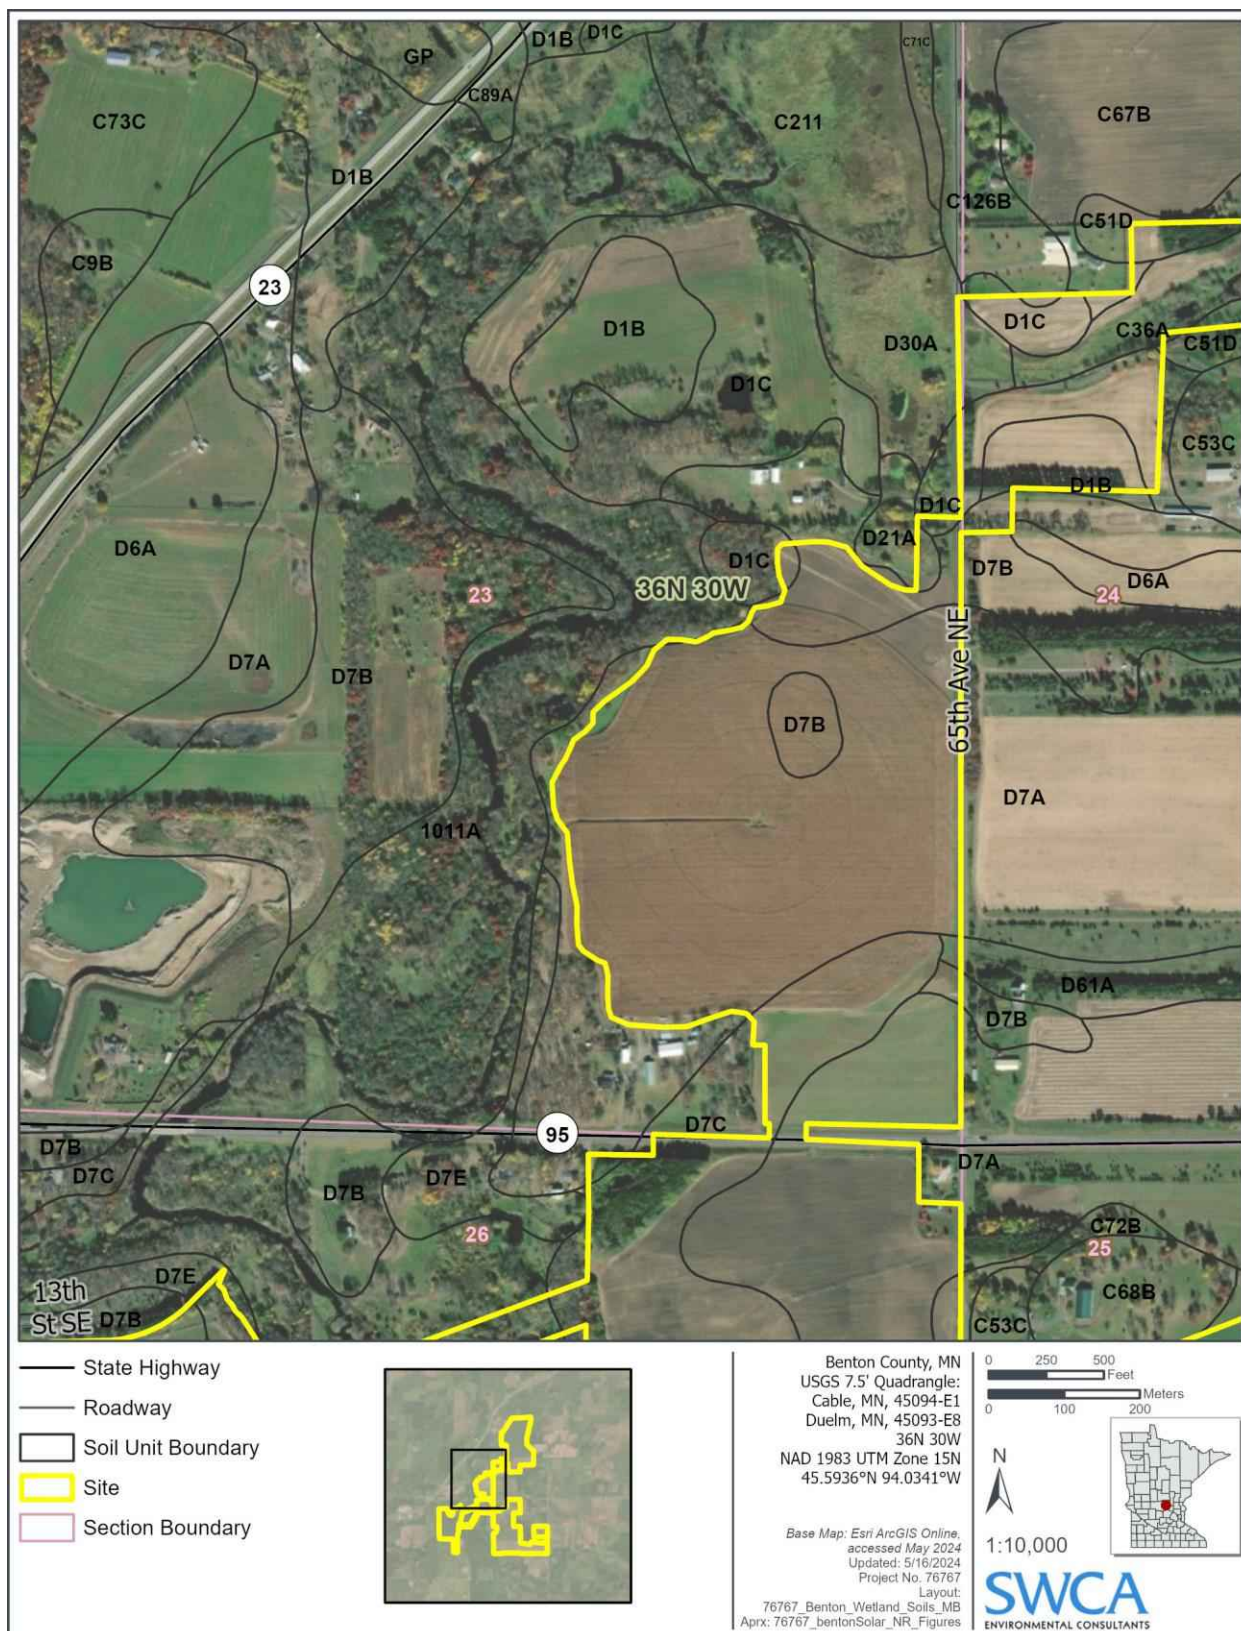 D1B
D1C
GP
C71C
C89A
C67B
C73C
C211
D1B
C126B
C51D
C9B
23
D1C
C36A
D1B
D30A
C51D
D1C
C53C
D1B
D1C
D6A
D21A
D1C
D7B
D6A
23
36N 30W
24
D7A
D7B
65th Ave NE
D7B
D7A
1011A
D61A
D7B
D7C
95
D7B
D7C
D7B
D7E
D7A
C72B
26
25
D7E
C68B
13th
St SE
D7B
C53C
State Highway
Roadway
Soil Unit Boundary
Site
Section Boundary
Benton County, MN
USGS 7.5' Quadrangle:
Cable, MN, 45094-E1
Duelm, MN, 45093-E8
36N 30W
NAD 1983 UTM Zone 15N
45.5936°N 94.0341°W
Base Map: Esri ArcGIS Online,
accessed May 2024
Updated: 5/16/2024
Project No. 76767
Layout:
76767_Benton_Wetland_Soils_MB
Aprx: 76767_bentonSolar_NR_Figures
0 250 500
Feet
Meters
0 100 200
N
1:10,000
SWCA
ENVIRONMENTAL CONSULTANTS